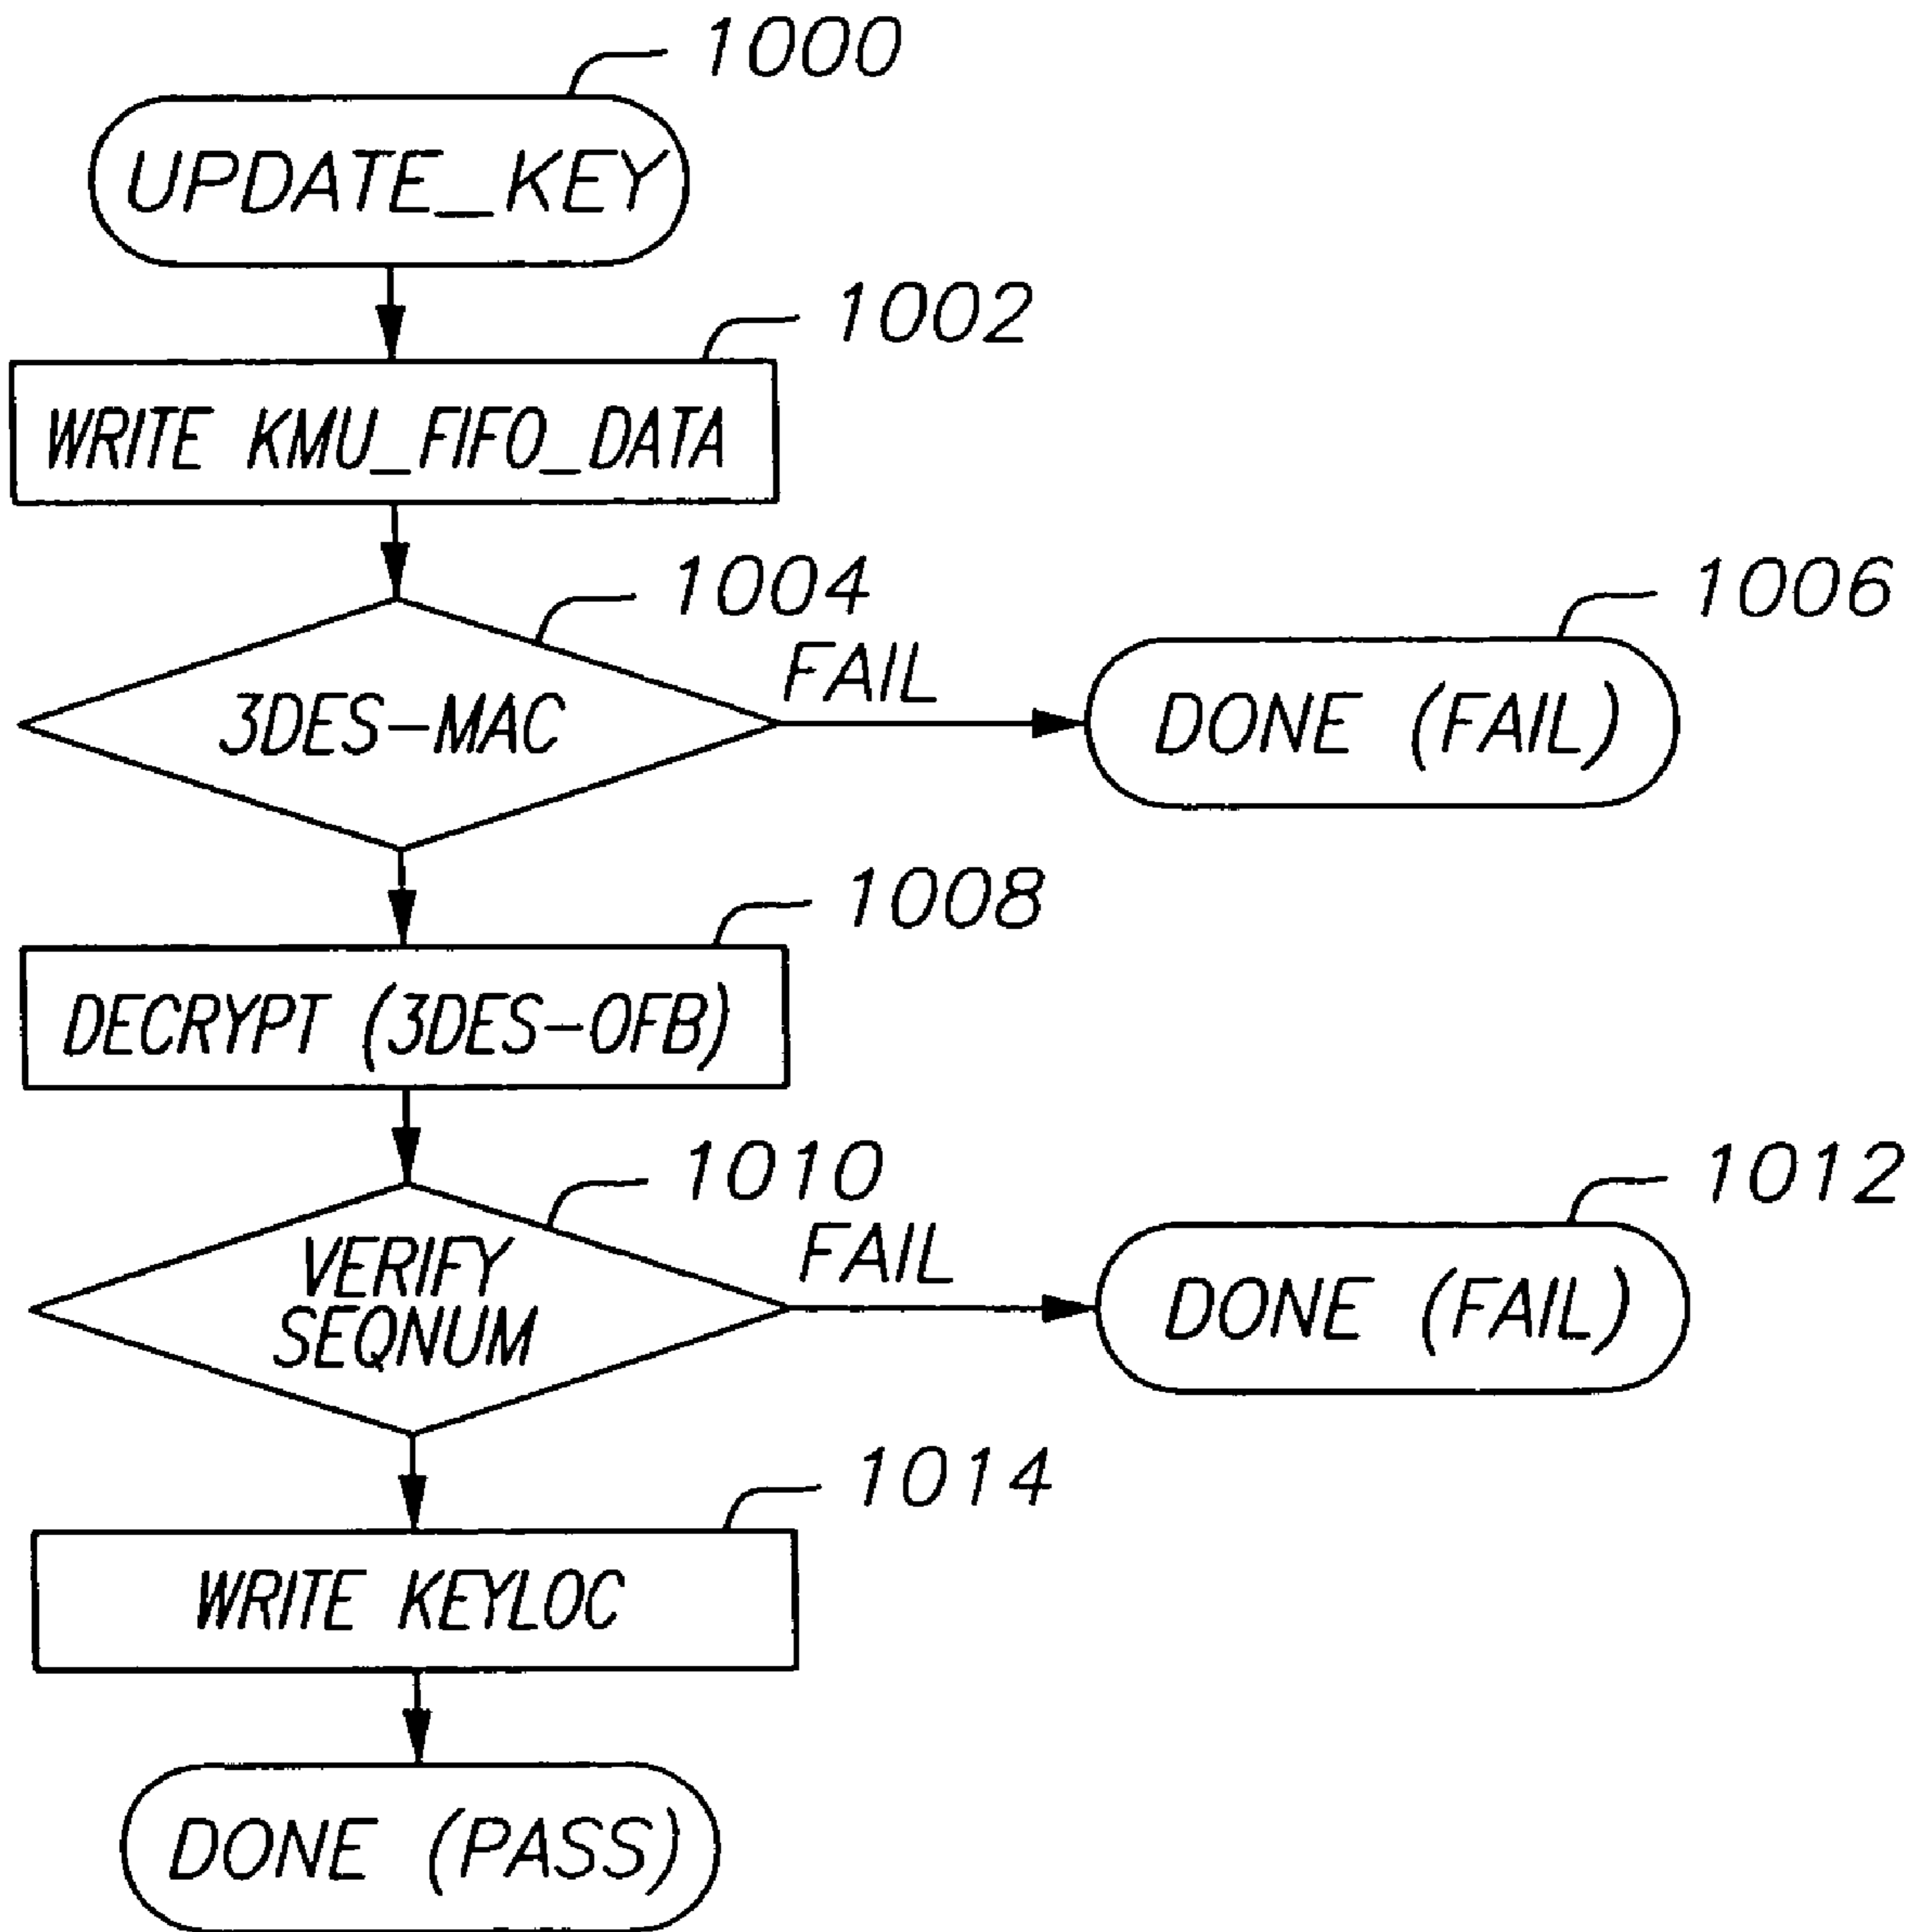 1000
UPDATE_KEY
1002
WRITE KMU_FIFO_DATA
1004
3DES-MAC
FAIL
1006
DONE (FAIL)
1008
DECRYPT (3DES-OFB)
1010
VERIFY
SEQNUM
FAIL
1012
DONE (FAIL)
1014
WRITE KEYLOC
DONE (PASS)